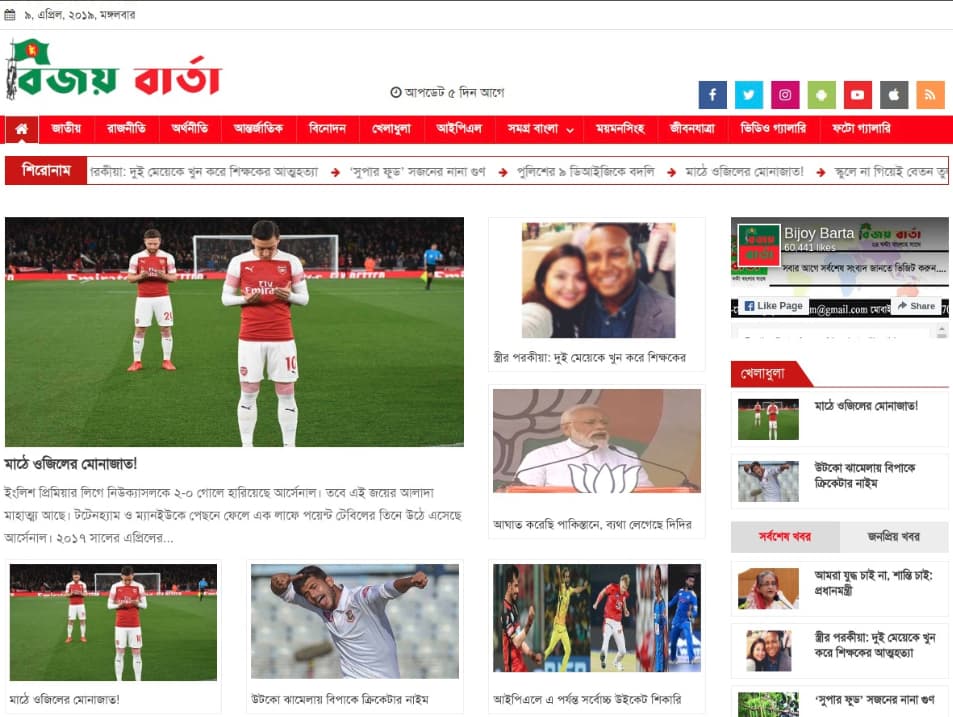 ৯, এপ্রিল, ২০১৯, মঙ্গলবার
বিজয় বার্তা
আপডেট ৫ দিন আগে
জাতীয় রাজনীতি অর্থনীতি আন্তর্জাতিক বিনোদন খেলাধুলা আইপিএল সমগ্র বাংলা ময়মনসিংহ জীবনযাত্রা ভিডিও গ্যালারি ফটো গ্যালারি
শিরোনাম
রকীয়া: দুই মেয়েকে খুন করে শিক্ষকের আত্মহত্যা ‘সুপার ফুড’ সজনের নানা গুণ পুলিশের ৯ ডিআইজিকে বদলি মাঠে ওজিলের মোনাজাত! স্কুলে না গিয়েই বেতন
মাঠে ওজিলের মোনাজাত!
ইংলিশ প্রিমিয়ার লিগে নিউক্যাসলকে ২-০ গোলে হারিয়েছে আর্সেনাল। তবে এই জয়ের আলাদা
মাহাত্ম্য আছে। টটেনহ্যাম ও ম্যানইউকে পেছনে ফেলে এক লাফে পয়েন্ট টেবিলের তিনে উঠে এসেছে
আর্সেনাল। ২০১৭ সালের এপ্রিলের...
স্ত্রীর পরকীয়া: দুই মেয়েকে খুন করে শিক্ষকের
আঘাত করেছি পাকিস্তানে, ব্যথা লেগেছে দিদির
মাঠে ওজিলের মোনাজাত!
উটকো ঝামেলায় বিপাকে ক্রিকেটার নাইম
আইপিএলে এ পর্যন্ত সর্বোচ্চ উইকেট শিকারি
Bijoy Barta
60,441 likes
সবার আগে সর্বশেষ সংবাদ জানতে ভিজিট করুন....
Like Page
@gmail.com
Share
খেলাধুলা
মাঠে ওজিলের মোনাজাত!
উটকো ঝামেলায় বিপাকে
ক্রিকেটার নাইম
সর্বশেষ খবর জনপ্রিয় খবর
আমরা যুদ্ধ চাই না, শান্তি চাই:
প্রধানমন্ত্রী
স্ত্রীর পরকীয়া: দুই মেয়েকে খুন
করে শিক্ষকের আত্মহত্যা
‘সুপার ফুড’ সজনের নানা গুণ